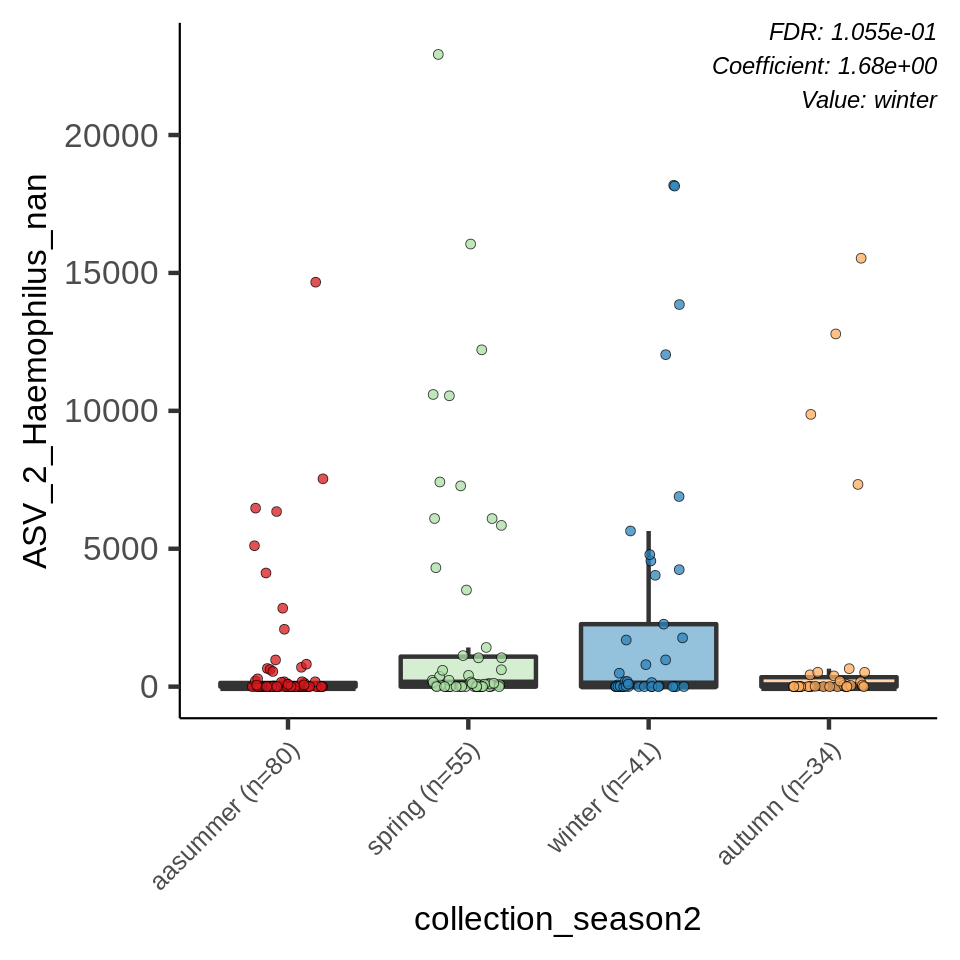 FDR: 1.055e-01
Coefficient: 1.68e+00
Value: winter
ASV_2_Haemophilus_nan
20000
15000
10000
5000
0
aasummer (n=80)
spring (n=55)
winter (n=41)
autumn (n=34)
collection_season2